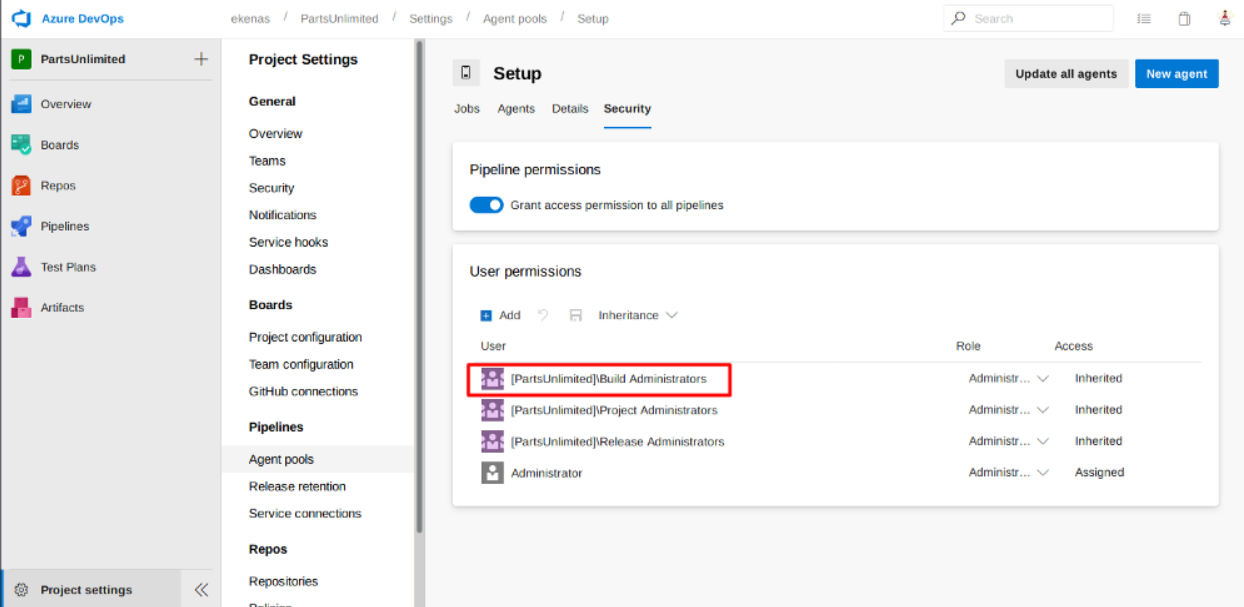 Azure DevOps
ekenas / PartsUnlimited / Settings / Agent pools / Setup
Search
P PartsUnlimited
Overview
Boards
Repos
Pipelines
Test Plans
Artifacts
Project settings
Project Settings
General
Overview
Teams
Security
Notifications
Service hooks
Dashboards
Boards
Project configuration
Team configuration
GitHub connections
Pipelines
Agent pools
Release retention
Service connections
Repos
Repositories
Setup
Update all agents
New agent
Jobs Agents Details Security
Pipeline permissions
Grant access permission to all pipelines
User permissions
Add Inheritance
User Role Access
[PartsUnlimited]\Build Administrators Administr... Inherited
[PartsUnlimited]\Project Administrators Administr... Inherited
[PartsUnlimited]\Release Administrators Administr... Inherited
Administrator Administr... Assigned